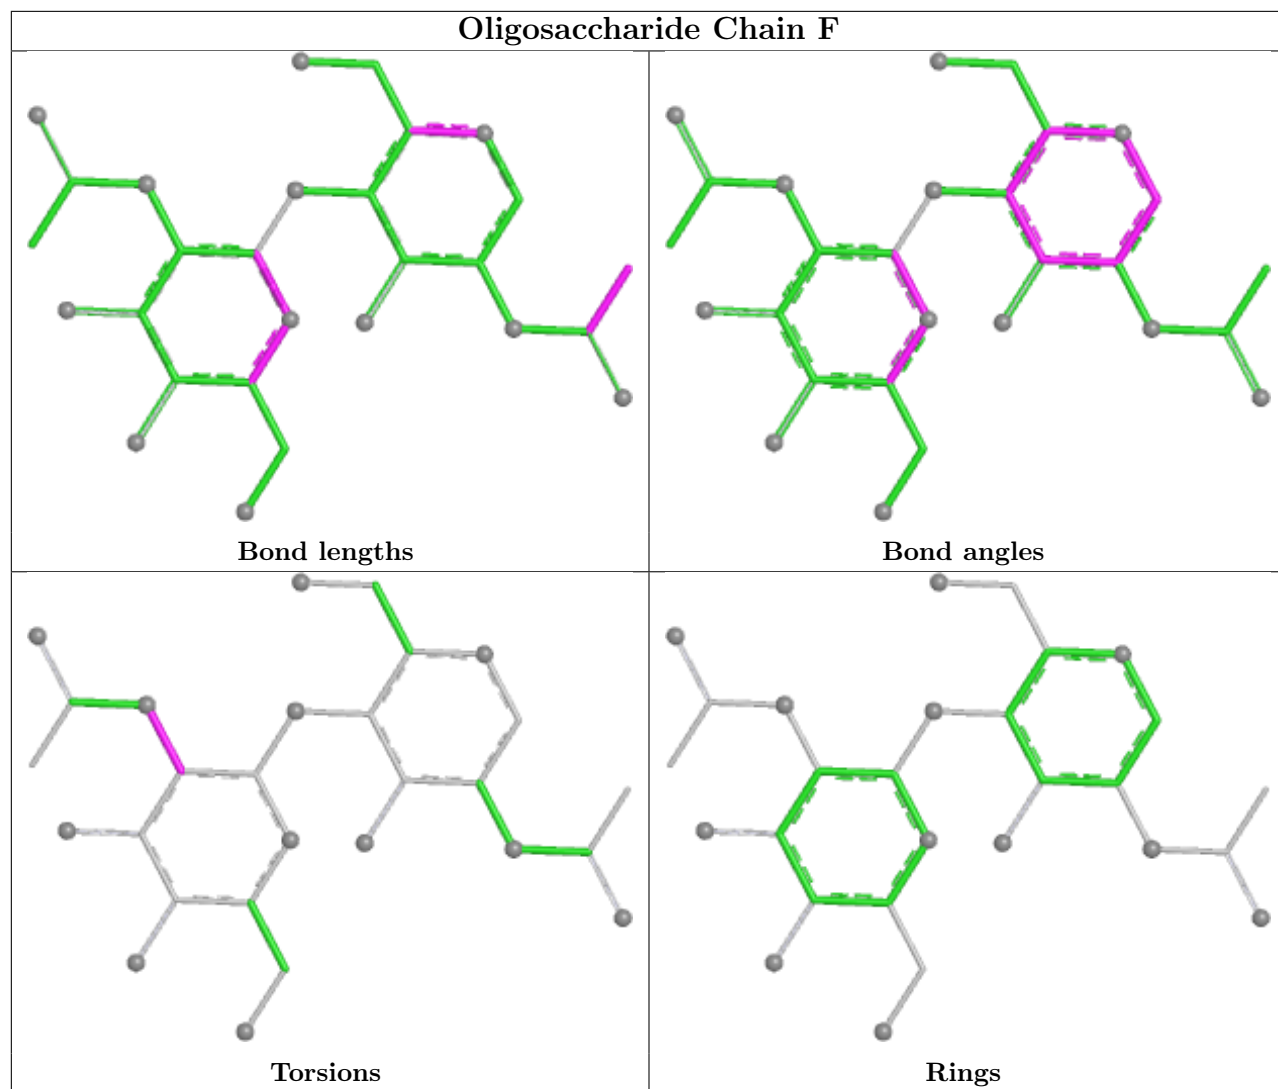 Oligosaccharide Chain F
Bond lengths
Bond angles
Torsions
Rings